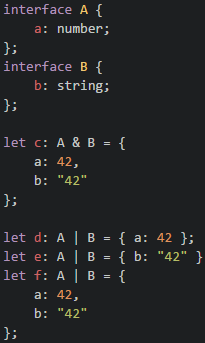 interface A {
    a: number;
};
interface B {
    b: string;
};

let c: A & B = {
    a: 42,
    b: "42"
};

let d: A | B = { a: 42 };
let e: A | B = { b: "42" }
let f: A | B = {
    a: 42,
    b: "42"
};